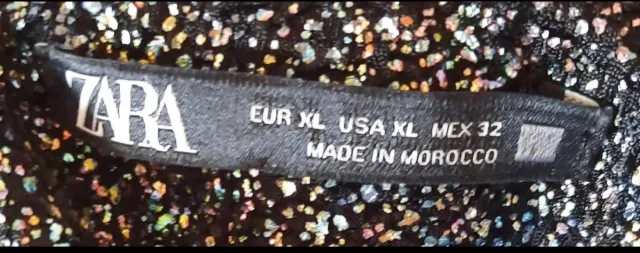 ZARA
EUR XL USA XL MEX 32
MADE IN MOROCCO